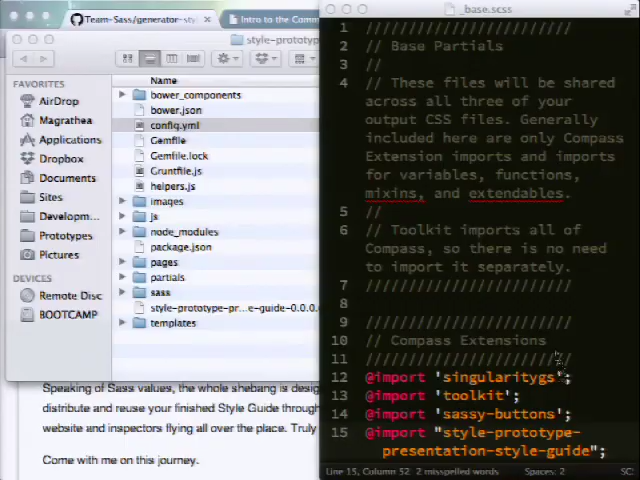 Team-Sass/generator-sty
Intro to the Comm
style-prototyp
FAVORITES
AirDrop
Magrathea
Applications
Dropbox
Documents
Sites
Developm...
Prototypes
Pictures
DEVICES
Remote Disc
BOOTCAMP
Name
bower_components
bower.json
config.yml
Gemfile
Gemfile.lock
Gruntfile.js
helpers.js
images
js
node_modules
package.json
pages
partials
sass
style-prototype-pr...e-guide-0.0.0.
templates
Speaking of Sass values, the whole shebang is desig
distribute and reuse your finished Style Guide through
website and inspectors flying all over the place. Truly
Come with me on this journey.
_base.scss
1 //////////////////////////
2 // Base Partials
3 //
4 // These files will be shared
across all three of your
output CSS files. Generally
included here are only Compass
Extension imports and imports
for variables, functions,
mixins, and extendables.
5 //
6 // Toolkit imports all of
Compass, so there is no need
to import it separately.
7 //////////////////////////
8
9 //////////////////////////
10 // Compass Extensions
11 //////////////////////////
12 @import 'singularitygs';
13 @import 'toolkit';
14 @import 'sassy-buttons';
15 @import "style-prototype-
presentation-style-guide";
Line 15, Column 52 2 misspelled words
Spaces: 2
SC: